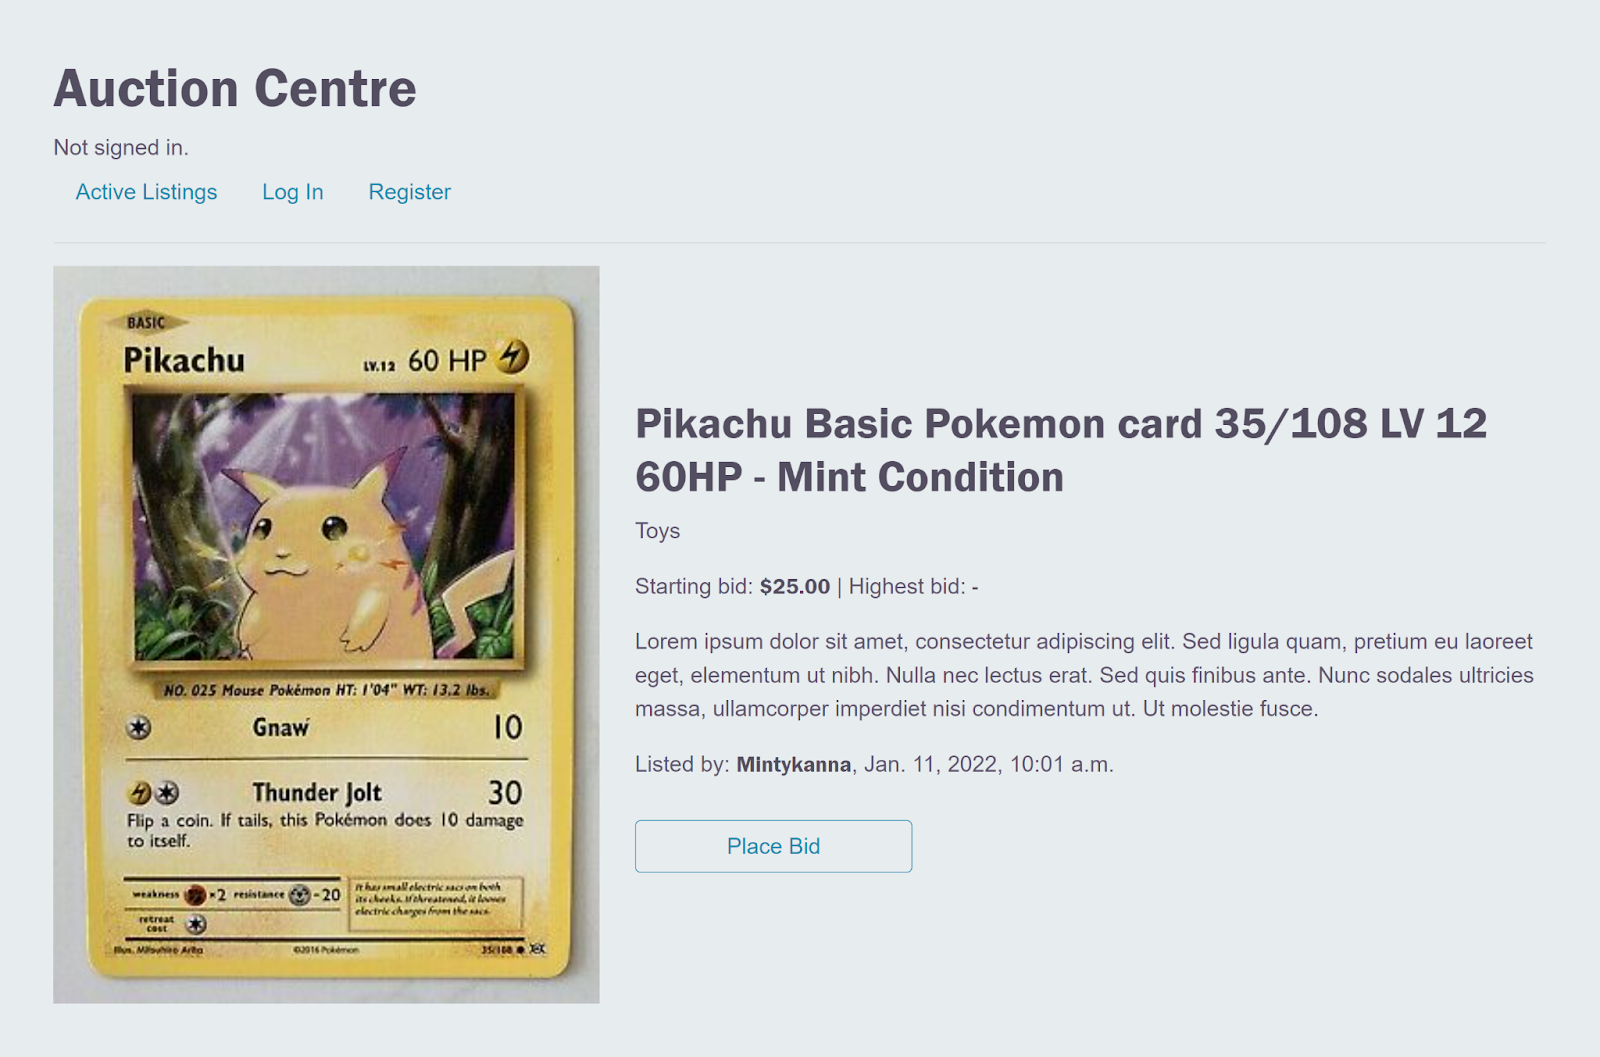 Auction Centre
Not signed in.
Active Listings Log In Register
BASIC
Pikachu LV.12 60 HP
NO. 025 Mouse Pokémon HT: 1'04" WT: 13.2 lbs.
Gnaw 10
Thunder Jolt 30
Flip a coin. If tails, this Pokémon does 10 damage
to itself.
weakness ×2 resistance -20
retreat
cost
It has small electric sacs on both
its cheeks. If threatened, it looses
electric charges from the sacs.
Illus. Mitsuhiro Arita ©2016 Pokémon 35/108
Pikachu Basic Pokemon card 35/108 LV 12
60HP - Mint Condition
Toys
Starting bid: $25.00 | Highest bid: -
Lorem ipsum dolor sit amet, consectetur adipiscing elit. Sed ligula quam, pretium eu laoreet
eget, elementum ut nibh. Nulla nec lectus erat. Sed quis finibus ante. Nunc sodales ultricies
massa, ullamcorper imperdiet nisi condimentum ut. Ut molestie fusce.
Listed by: Mintykanna, Jan. 11, 2022, 10:01 a.m.
Place Bid